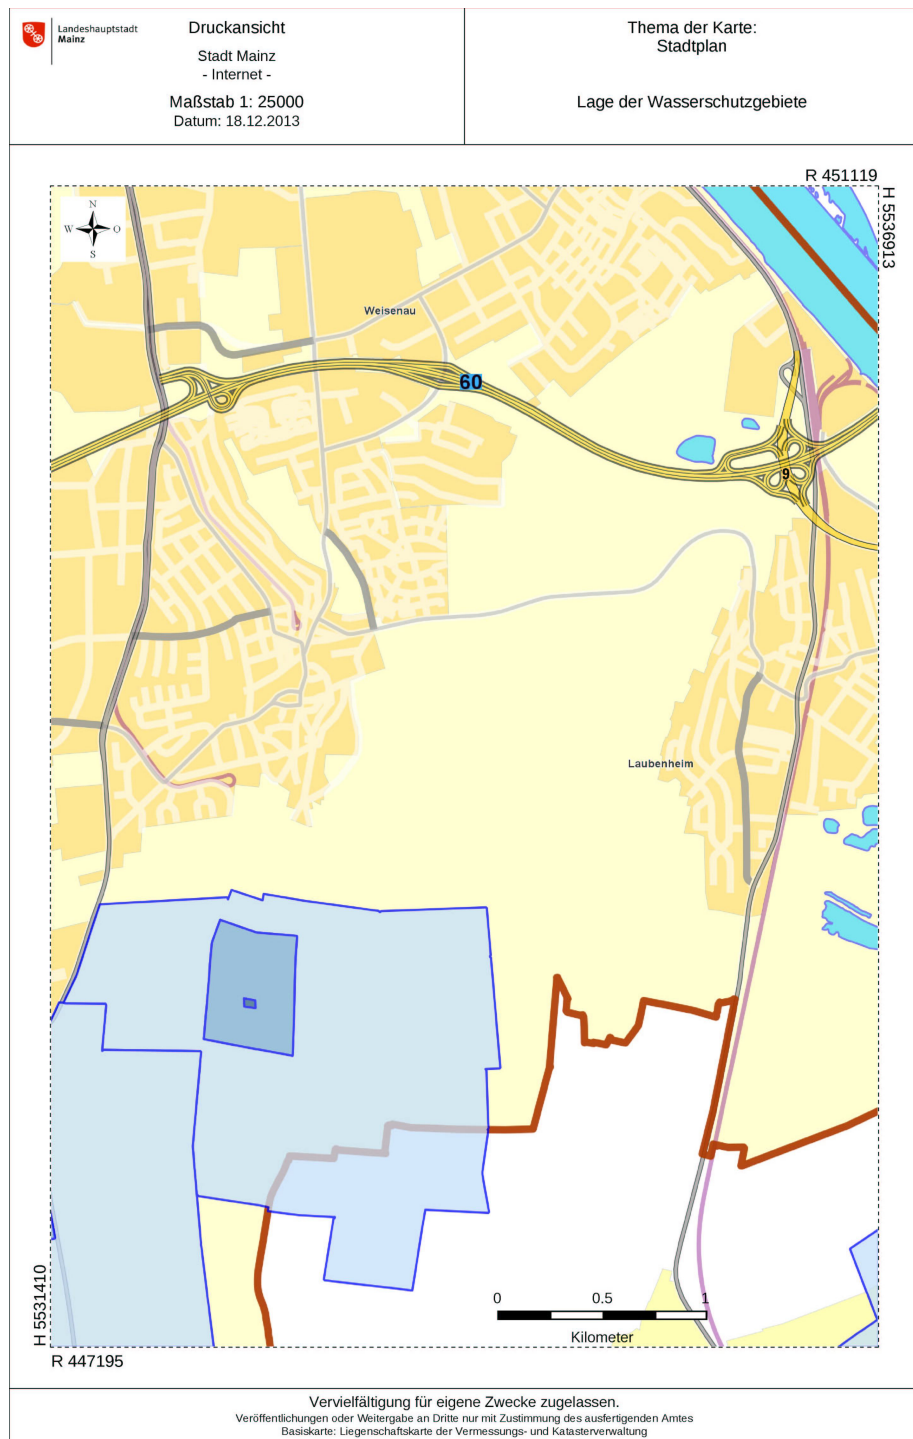 Landeshauptstadt
Mainz
Druckansicht
Stadt Mainz
- Internet -
Maßstab 1: 25000
Datum: 18.12.2013
Thema der Karte:
Stadtplan
Lage der Wasserschutzgebiete
R 451119
H 5536913
N
W
O
S
Weisenau
60
9
Laubenheim
0
0.5
1
Kilometer
H 5531410
R 447195
Vervielfältigung für eigene Zwecke zugelassen.
Veröffentlichungen oder Weitergabe an Dritte nur mit Zustimmung des ausfertigenden Amtes
Basiskarte: Liegenschaftskarte der Vermessungs- und Katasterverwaltung